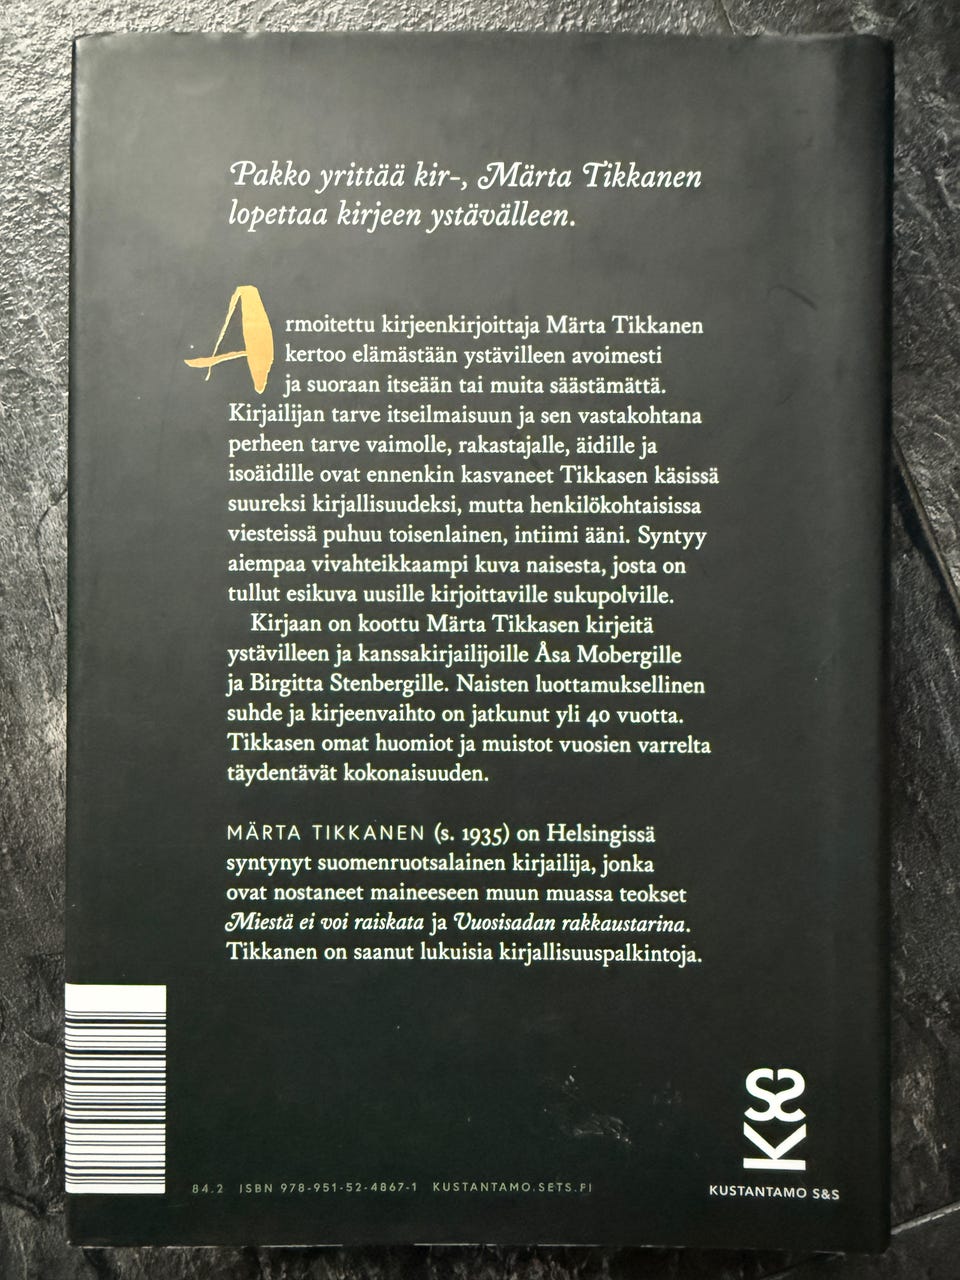 Pakko yrittää kir-, Märta Tikkanen
lopettaa kirjeen ystävälleen.
Armoitettu kirjeenkirjoittaja Märta Tikkanen
kertoo elämästään ystävilleen avoimesti
ja suoraan itseään tai muita säästämättä.
Kirjailijan tarve itseilmaisuun ja sen vastakohtana
perheen tarve vaimolle, rakastajalle, äidille ja
isoäidille ovat ennenkin kasvaneet Tikkasen käsissä
suureksi kirjallisuudeksi, mutta henkilökohtaisissa
viesteissä puhuu toisenlainen, intiimi ääni. Syntyy
aiempaa vivahteikkaampi kuva naisesta, josta on
tullut esikuva uusille kirjoittaville sukupolville.
Kirjaan on koottu Märta Tikkasen kirjeitä
ystävilleen ja kanssakirjailijoille Åsa Mobergille
ja Birgitta Stenbergille. Naisten luottamuksellinen
suhde ja kirjeenvaihto on jatkunut yli 40 vuotta.
Tikkasen omat huomiot ja muistot vuosien varrelta
täydentävät kokonaisuuden.
MÄRTA TIKKANEN (s. 1935) on Helsingissä
syntynyt suomenruotsalainen kirjailija, jonka
ovat nostaneet maineeseen muun muassa teokset
Miestä ei voi raiskata ja Vuosisadan rakkaustarina.
Tikkanen on saanut lukuisia kirjallisuuspalkintoja.
84.2 ISBN 978-951-52-4867-1 KUSTANTAMO.SETS.FI
K&S
KUSTANTAMO S&S